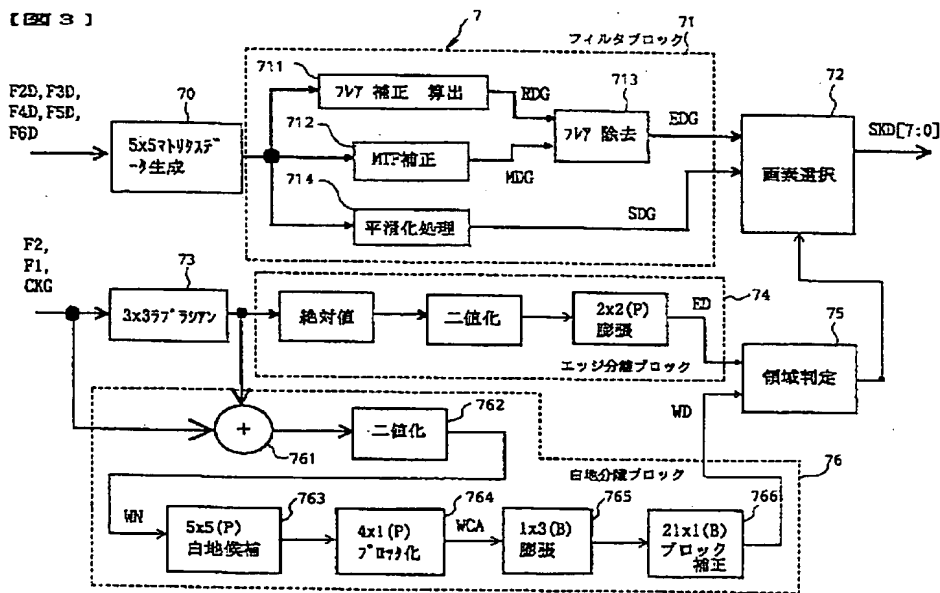 【図3】
7
71
フィルタブロック
F2D, F3D,
F4D, F5D,
F6D
70
5x5マトリクスデ
ータ生成
711
フレア 補正 算出
EDG
712
MTF補正
MDG
713
フレア 除去
EDG
714
平滑化処理
SDG
72
画素選択
SKD[7:0]
F2,
F1,
CKG
73
3x3ラプラシアン
絶対値
二値化
2x2(P)
膨張
ED
74
エッジ分離ブロック
75
領域判定
WD
+
761
762
二値化
白地分離ブロック
76
WN
763
5x5(P)
白地候補
764
4x1(P)
ブロック化
WCA
765
1x3(B)
膨張
766
21x1(B)
ブロック
補正